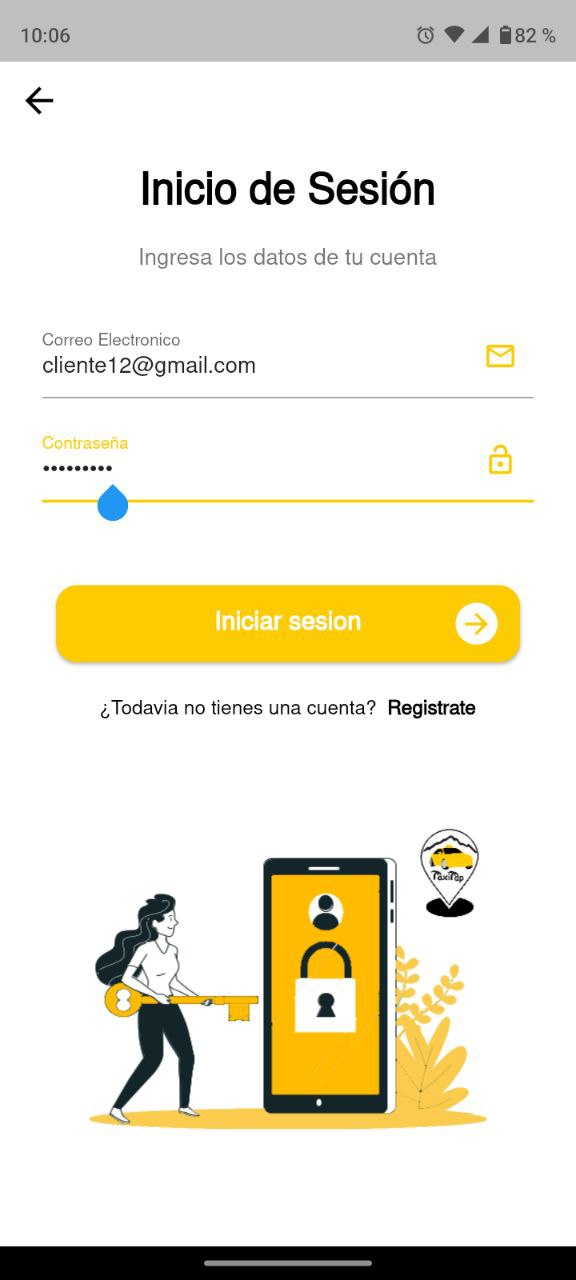 10:06
82 %
Inicio de Sesión
Ingresa los datos de tu cuenta
Correo Electronico
cliente12@gmail.com
Contraseña
•••••••••
Iniciar sesion
¿Todavia no tienes una cuenta? Registrate
TaxiTap